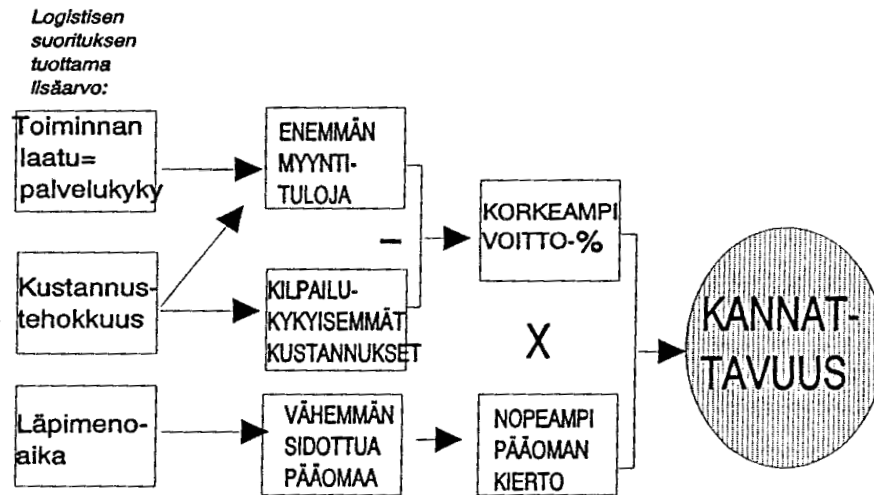 Logistisen
suorituksen
tuottama
lisäarvo:
Toiminnan
laatu=
palvelukyky
Kustannus-
tehokkuus
Läpimeno-
aika
ENEMMÄN
MYYNTI-
TULOJA
–
KILPAILU-
KYKYISEMMÄT
KUSTANNUKSET
VÄHEMMÄN
SIDOTTUA
PÄÄOMAA
KORKEAMPI
VOITTO-%
X
NOPEAMPI
PÄÄOMAN
KIERTO
KANNAT-
TAVUUS